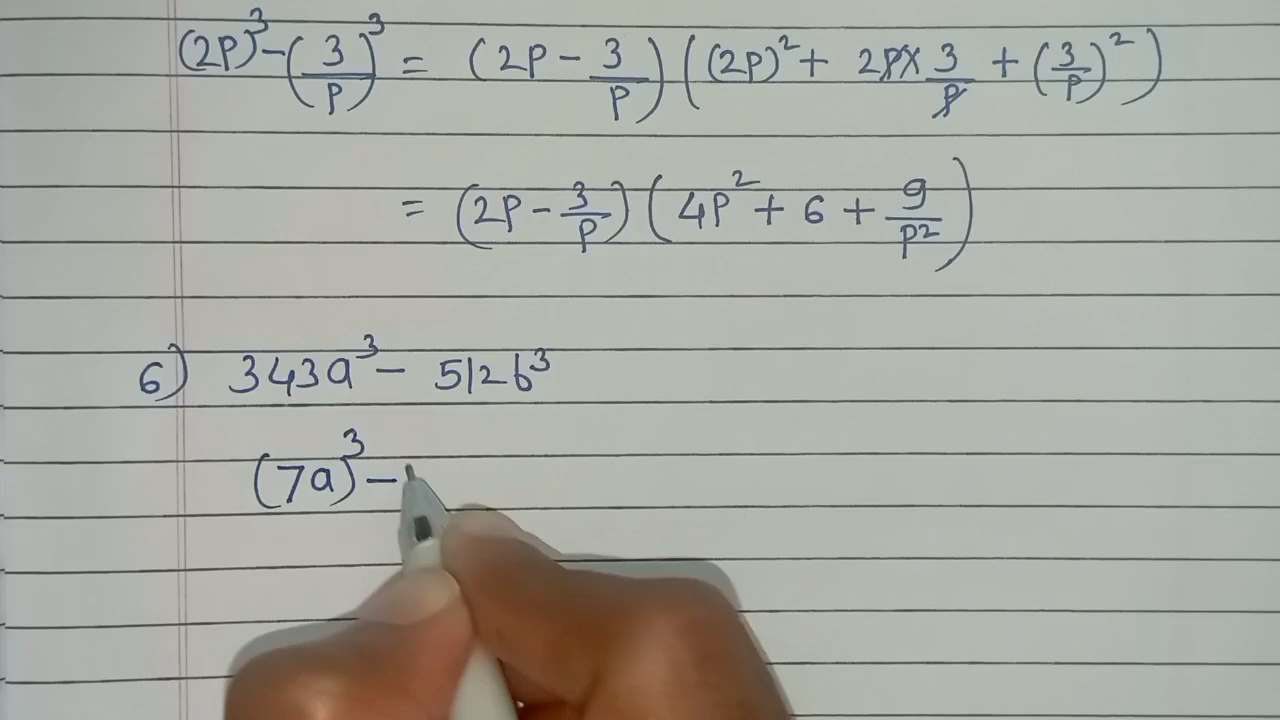 (2P)³ - (3/P)³ = (2P - 3/P) ((2P)² + 2P × 3/P + (3/P)²)
= (2P - 3/P) (4P² + 6 + 9/P²)
6) 343a³ - 512b³
(7a)³ -